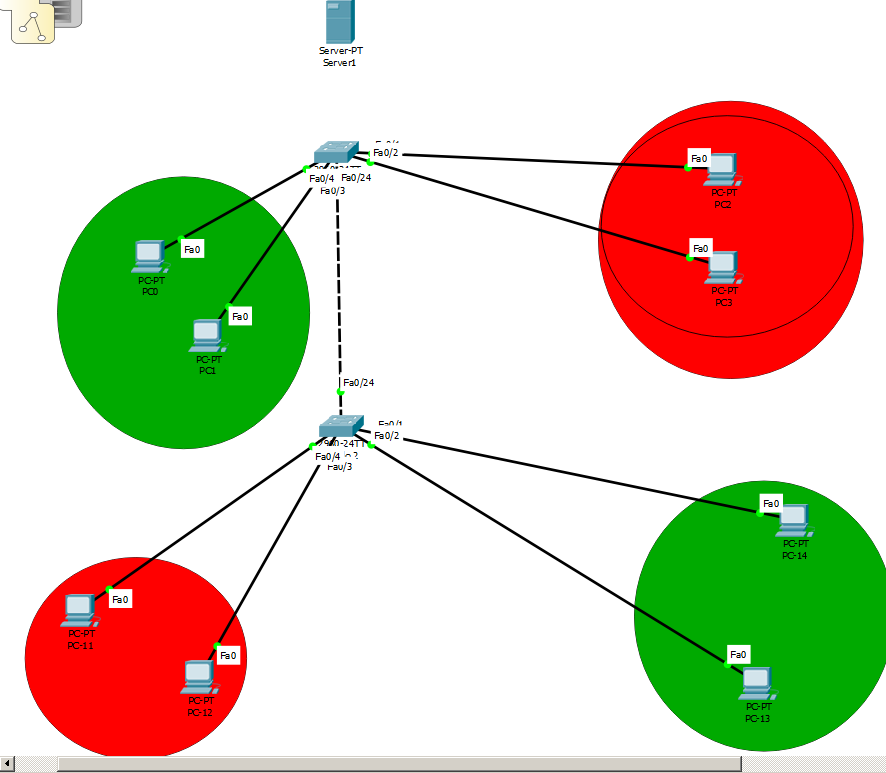 Server-PT
Server1
Fa0/2
Fa0/4
Fa0/24
Fa0/3
Fa0
PC-PT
PC2
Fa0
PC-PT
PC3
Fa0
PC-PT
PC0
Fa0
PC-PT
PC1
Fa0/24
Fa0/1
Fa0/2
Fa0/4
Fa0/3
Fa0
PC-PT
PC-14
Fa0
PC-PT
PC-11
Fa0
PC-PT
PC-12
Fa0
PC-PT
PC-13